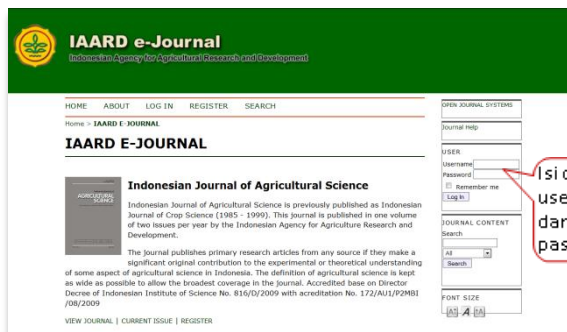 IAARD e-Journal
Indonesian Agency for Agricultural Research and Development
HOME ABOUT LOG IN REGISTER SEARCH
Home > IAARD E-JOURNAL
IAARD E-JOURNAL
AGRICULTURAL
SCIENCE
Indonesian Journal of Agricultural Science
Indonesian Journal of Agricultural Science is previously published as Indonesian
Journal of Crop Science (1985 - 1999). This journal is published in one volume
of two issues per year by the Indonesian Agency for Agriculture Research and
Development.
The journal publishes primary research articles from any source if they make a
significant original contribution to the experimental or theoretical understanding
of some aspect of agricultural science in Indonesia. The definition of agricultural science is kept
as wide as possible to allow the broadest coverage in the journal. Accredited base on Director
Decree of Indonesian Institute of Science No. 816/D/2009 with acreditation No. 172/AU1/P2MBI
/08/2009
VIEW JOURNAL | CURRENT ISSUE | REGISTER
OPEN JOURNAL SYSTEMS
Journal Help
USER
Username
Password
Remember me
Log In
JOURNAL CONTENT
Search
All
Search
FONT SIZE
A A A
Isi
use
dar
pas